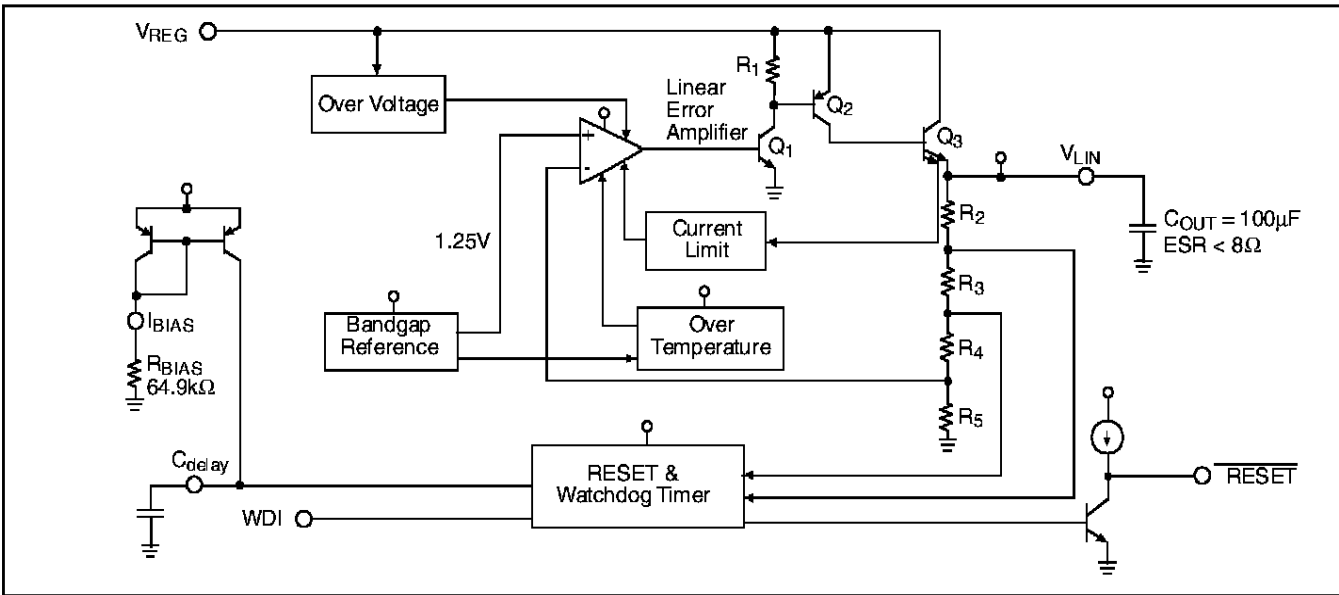 VREG
Over Voltage
R1
Linear
Error
Amplifier
Q2
Q1
Q3
+
-
VLIN
R2
COUT = 100µF
ESR < 8Ω
1.25V
Current
Limit
R3
IBIAS
Bandgap
Reference
Over
Temperature
R4
RBIAS
64.9kΩ
R5
Cdelay
RESET &
Watchdog Timer
RESET
WDI